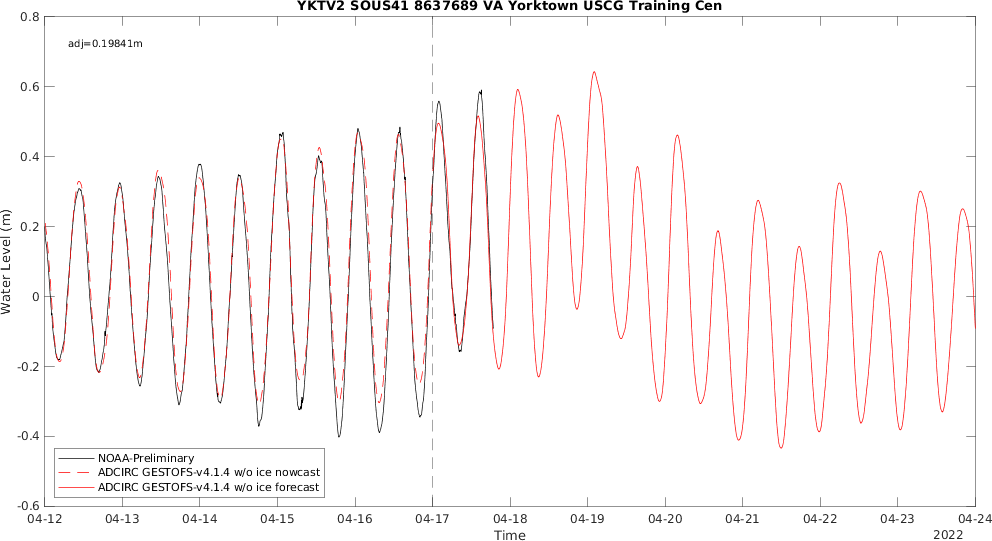 YKTV2 SOUS41 8637689 VA Yorktown USCG Training Cen
adj=0.19841m
0.8
0.6
0.4
0.2
0
-0.2
-0.4
-0.6
Water Level (m)
NOAA-Preliminary
ADCIRC GESTOFS-v4.1.4 w/o ice nowcast
ADCIRC GESTOFS-v4.1.4 w/o ice forecast
04-12 04-13 04-14 04-15 04-16 04-17 04-18 04-19 04-20 04-21 04-22 04-23 04-24
Time
2022